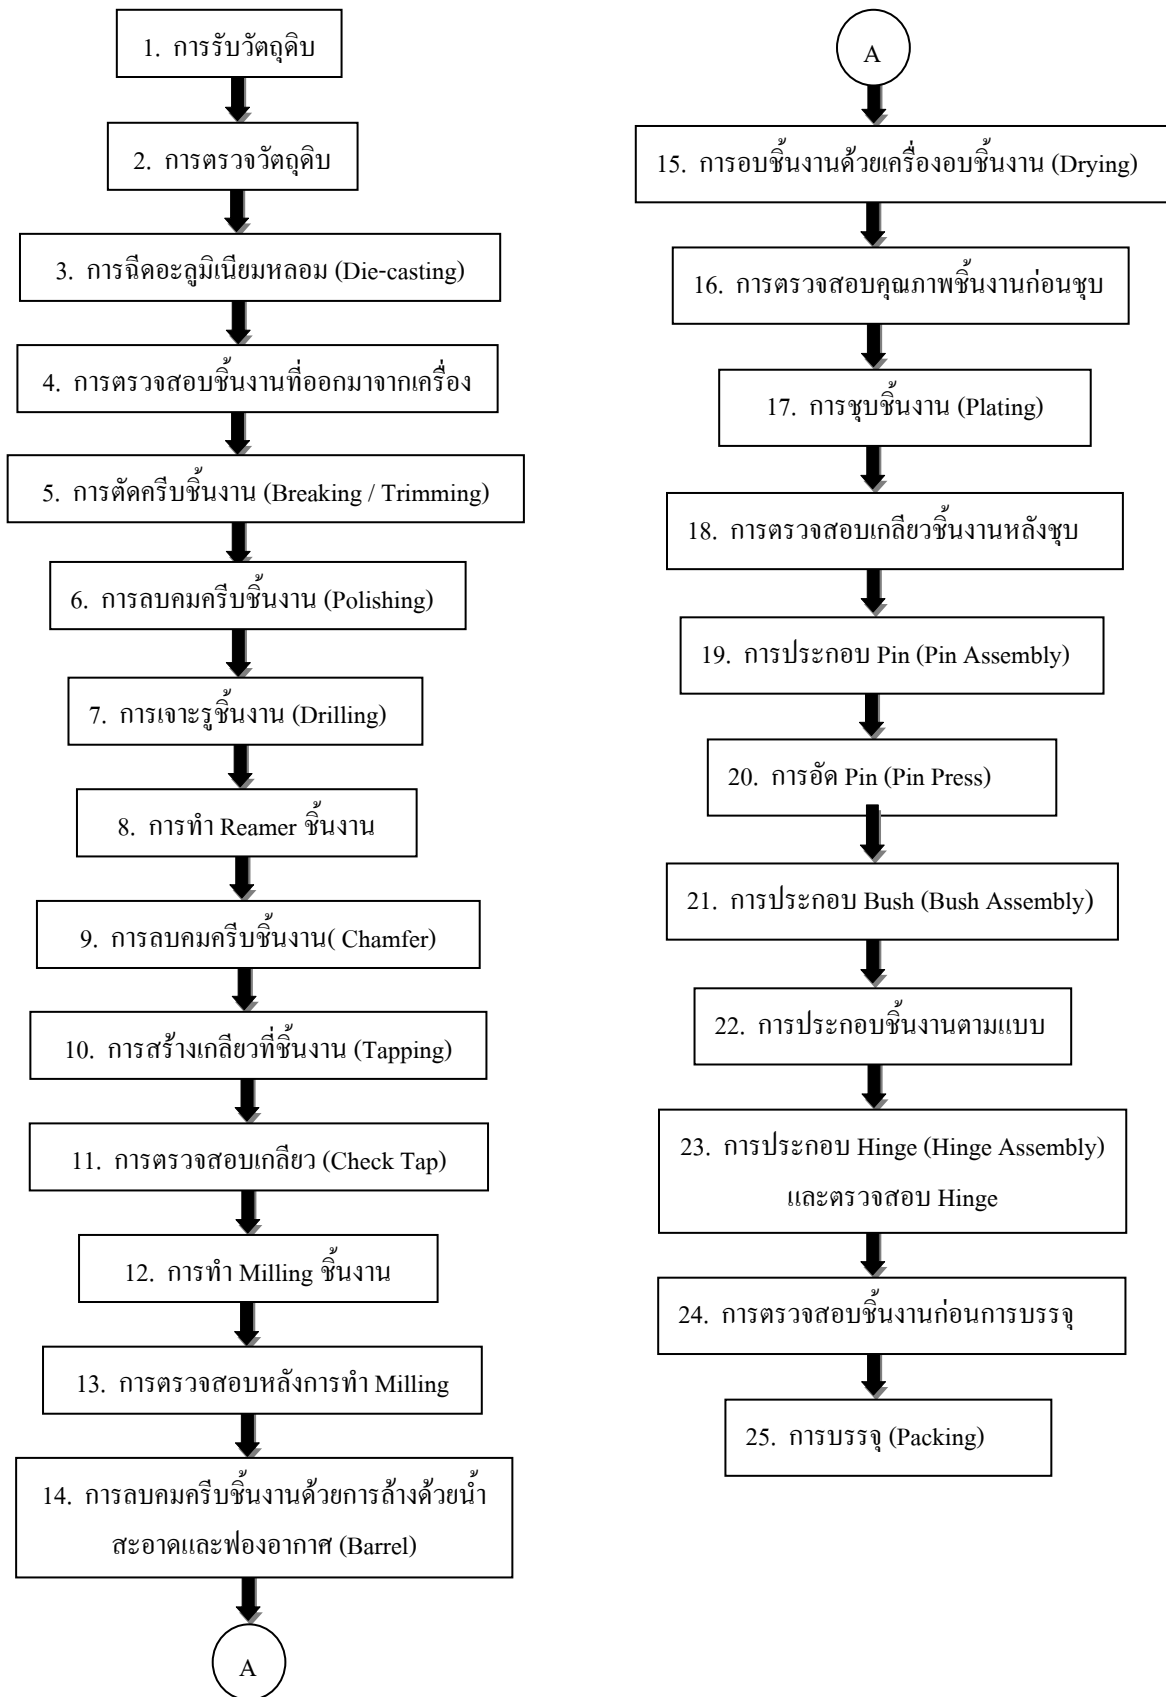 1. การรับวัตถุดิบ
2. การตรวจวัตถุดิบ
3. การฉีดอะลูมิเนียมหลอม (Die-casting)
4. การตรวจสอบชิ้นงานที่ออกมาจากเครื่อง
5. การตัดครีบชิ้นงาน (Breaking / Trimming)
6. การลบคมครีบชิ้นงาน (Polishing)
7. การเจาะรูชิ้นงาน (Drilling)
8. การทำ Reamer ชิ้นงาน
9. การลบคมครีบชิ้นงาน( Chamfer)
10. การสร้างเกลียวที่ชิ้นงาน (Tapping)
11. การตรวจสอบเกลียว (Check Tap)
12. การทำ Milling ชิ้นงาน
13. การตรวจสอบหลังการทำ Milling
14. การลบคมครีบชิ้นงานด้วยการล้างด้วยน้ำ
สะอาดและฟองอากาศ (Barrel)
A
A
15. การอบชิ้นงานด้วยเครื่องอบชิ้นงาน (Drying)
16. การตรวจสอบคุณภาพชิ้นงานก่อนชุบ
17. การชุบชิ้นงาน (Plating)
18. การตรวจสอบเกลียวชิ้นงานหลังชุบ
19. การประกอบ Pin (Pin Assembly)
20. การอัด Pin (Pin Press)
21. การประกอบ Bush (Bush Assembly)
22. การประกอบชิ้นงานตามแบบ
23. การประกอบ Hinge (Hinge Assembly)
และตรวจสอบ Hinge
24. การตรวจสอบชิ้นงานก่อนการบรรจุ
25. การบรรจุ (Packing)